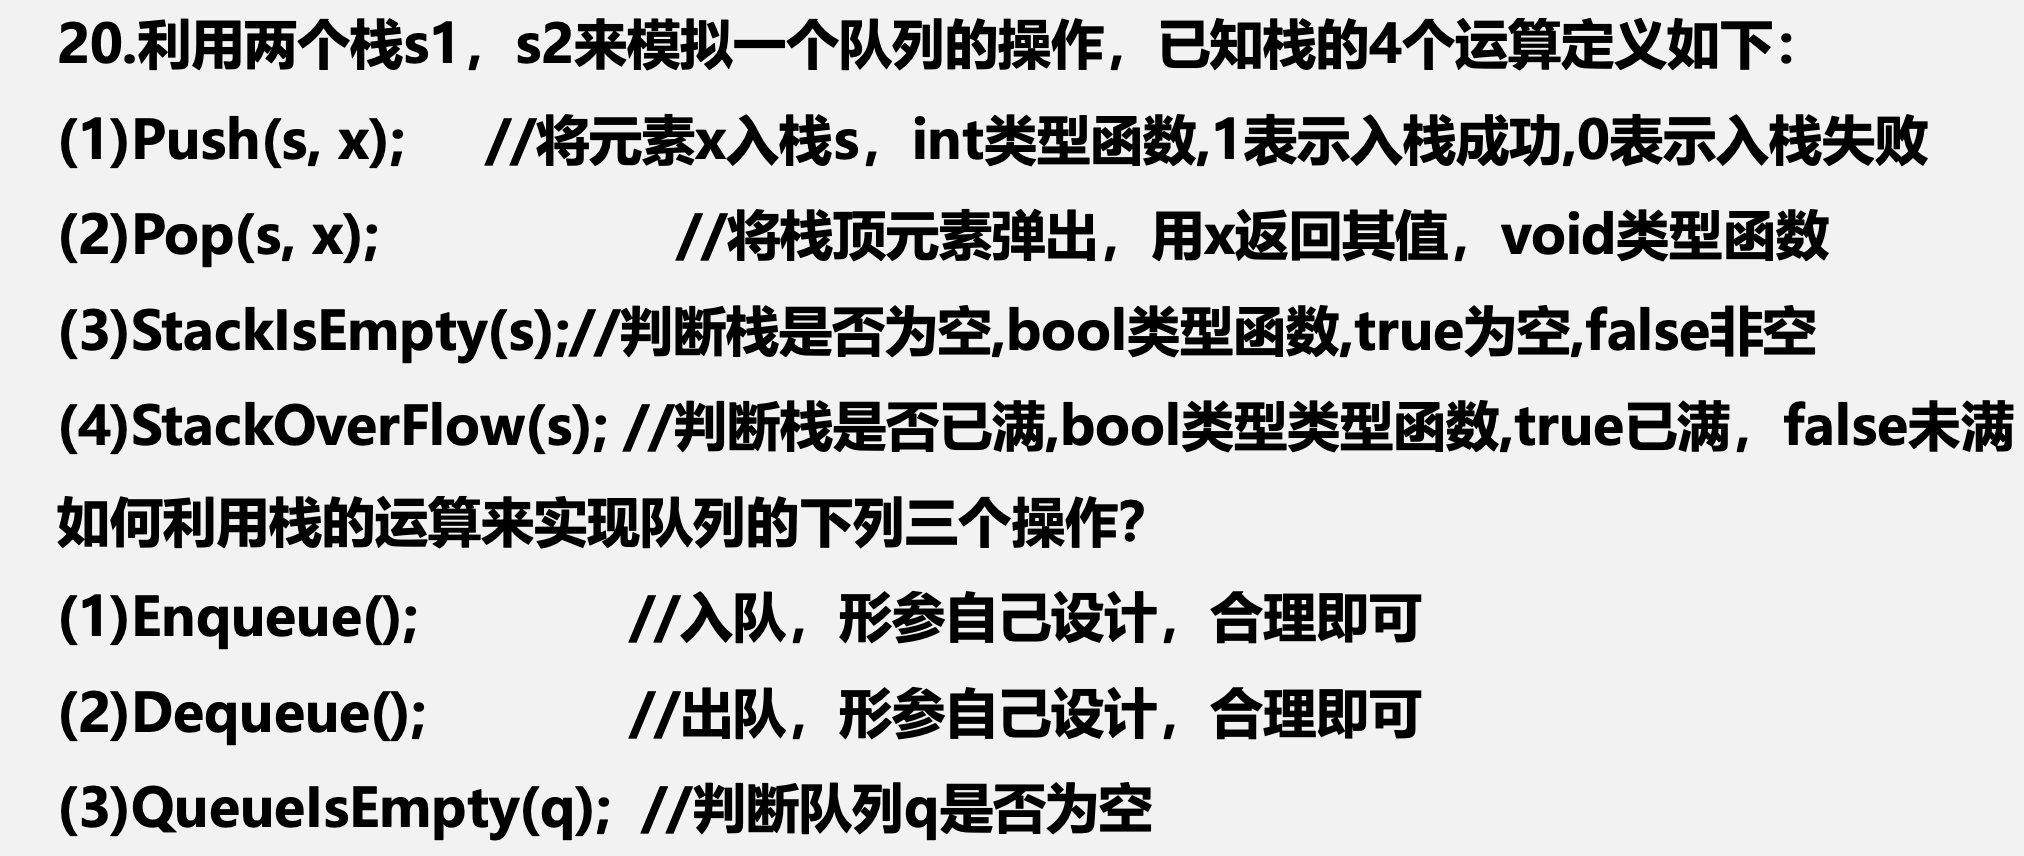 20.利用两个栈s1，s2来模拟一个队列的操作，已知栈的4个运算定义如下：
(1)Push(s, x); //将元素x入栈s，int类型函数,1表示入栈成功,0表示入栈失败
(2)Pop(s, x); //将栈顶元素弹出，用x返回其值，void类型函数
(3)StackIsEmpty(s);//判断栈是否为空,bool类型函数,true为空,false非空
(4)StackOverFlow(s); //判断栈是否已满,bool类型类型函数,true已满，false未满
如何利用栈的运算来实现队列的下列三个操作？
(1)Enqueue(); //入队，形参自己设计，合理即可
(2)Dequeue(); //出队，形参自己设计，合理即可
(3)QueueIsEmpty(q); //判断队列q是否为空